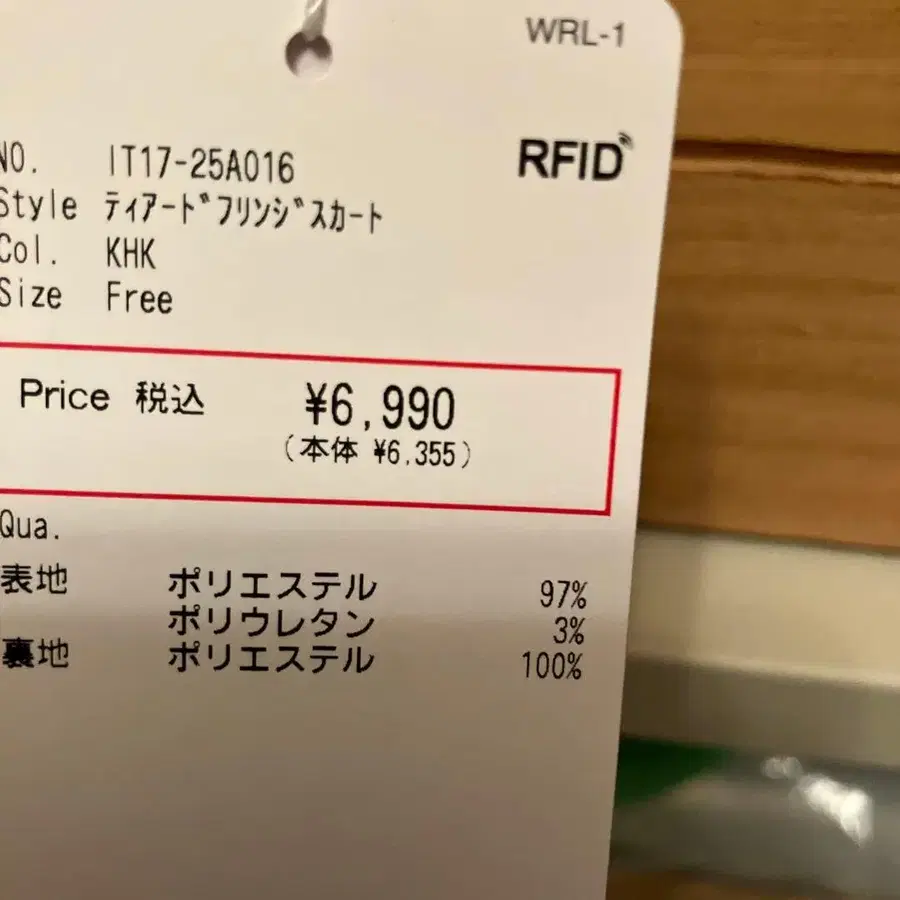 WRL-1
RFID
NO. IT17-25A016
Style ティアードフリンジスカート
Col. KHK
Size Free
Price 税込 ¥6,990
(本体 ¥6,355)
Qua.
表地 ポリエステル 97%
ポリウレタン 3%
裏地 ポリエステル 100%